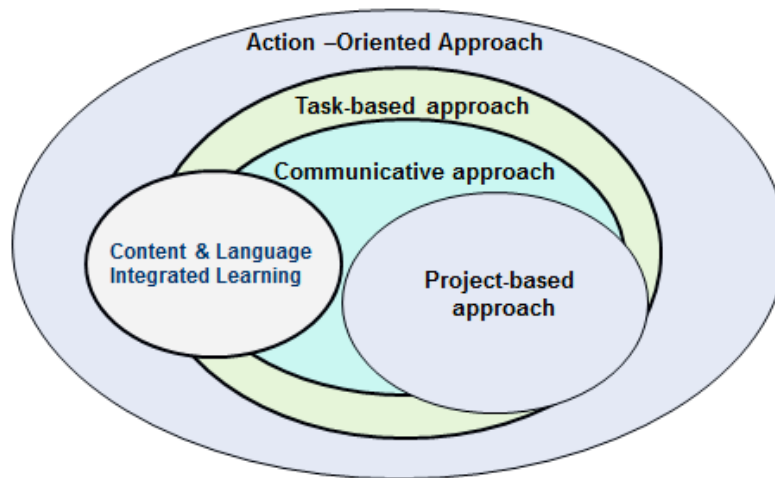 Action –Oriented Approach
Task-based approach
Communicative approach
Content & Language
Integrated Learning
Project-based
approach